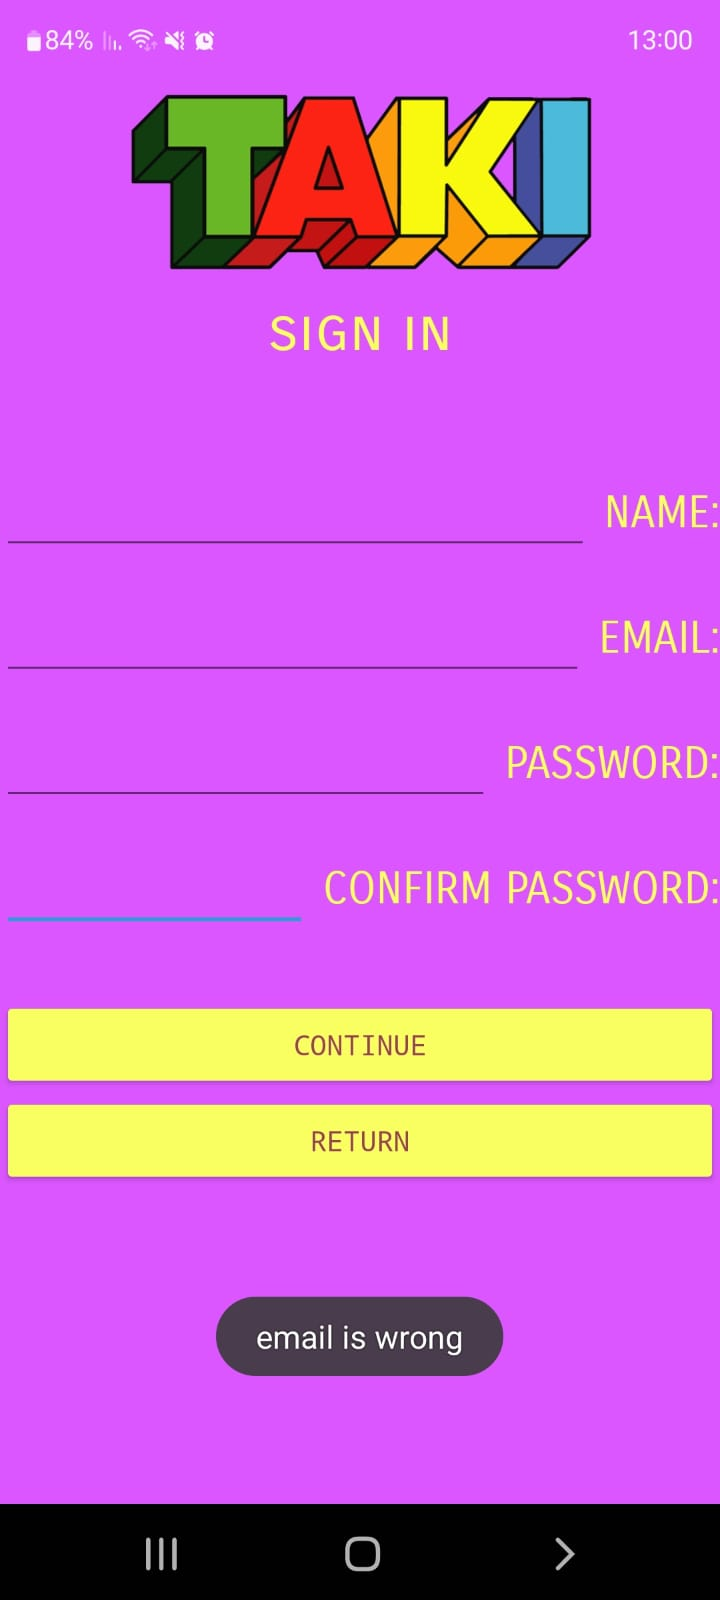 84%
13:00
TAKI
SIGN IN
NAME:
EMAIL:
PASSWORD:
CONFIRM PASSWORD:
CONTINUE
RETURN
email is wrong